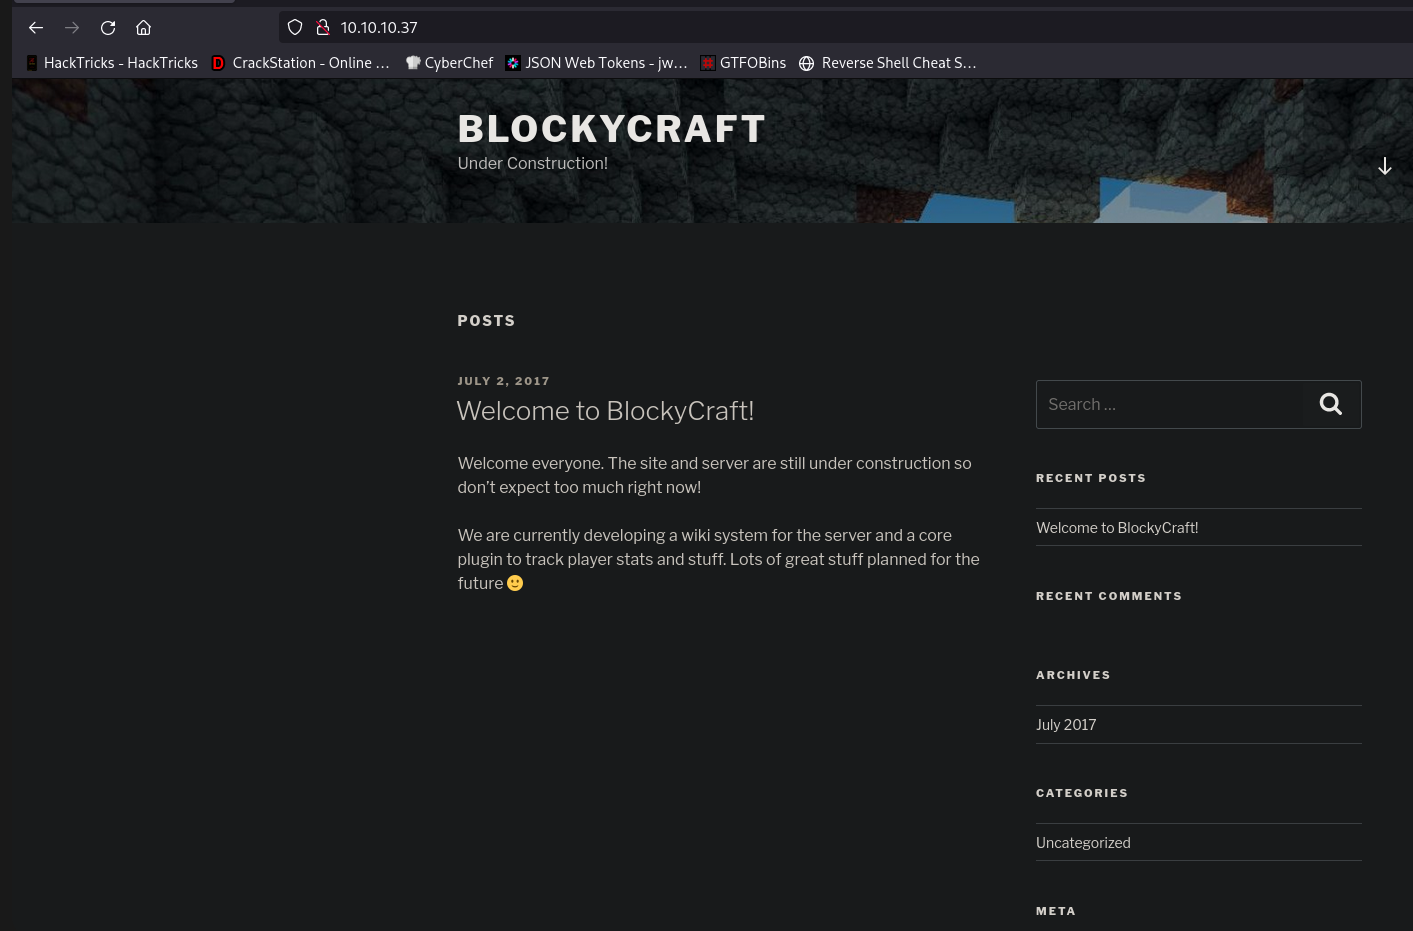 10.10.10.37
HackTricks - HackTricks CrackStation - Online ... CyberChef JSON Web Tokens - jw... GTFOBins Reverse Shell Cheat S...
BLOCKYCRAFT
Under Construction!
POSTS
JULY 2, 2017
Welcome to BlockyCraft!
Welcome everyone. The site and server are still under construction so
don’t expect too much right now!
We are currently developing a wiki system for the server and a core
plugin to track player stats and stuff. Lots of great stuff planned for the
future 🙂
Search …
RECENT POSTS
Welcome to BlockyCraft!
RECENT COMMENTS
ARCHIVES
July 2017
CATEGORIES
Uncategorized
META